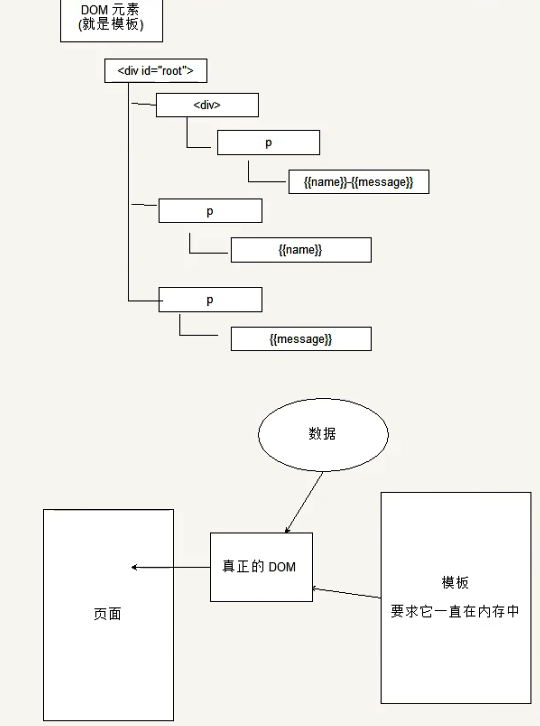 DOM 元素
(就是模板)
<div id="root">
<div>
p
{{name}}-{{message}}
p
{{name}}
p
{{message}}
数据
真正的 DOM
模板
要求它一直在内存中
页面